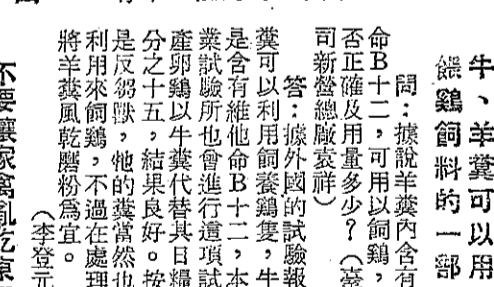 牛、羊糞可以用
餵鷄飼料的一部
問：據說羊糞內含有
命B十二，可用以飼鷄，
否正確及用量多少？（臺
司新營總廠袁祥）
答：據外國的試驗報
糞可以利用飼養鷄隻，牛
是含有維他命B十二，本
業試驗所也曾進行這項試
產卵鷄以牛糞代替其日糧
分之十五，結果良好。按
是反芻獸，牠的糞當然也
利用來飼鷄，不過在處理
將羊糞風乾磨粉爲宜。
（李登元
不要讓家禽亂吃東